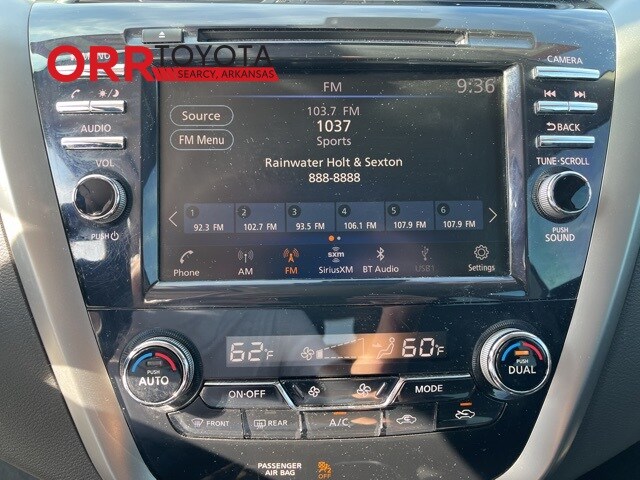 ORR TOYOTA
SEARCY, ARKANSAS
CAMERA
FM
9:36
AUDIO
BACK
Source
103.7 FM
1037
FM Menu
Sports
VOL
TUNE·SCROLL
Rainwater Holt & Sexton
888-8888
PUSH
PUSH
SOUND
1 2 3 4 5 6
92.3 FM 102.7 FM 93.5 FM 106.1 FM 107.9 FM 107.9 FM
Phone AM FM SiriusXM BT Audio USB1 Settings
sxm
62°F 60°F
PUSH
AUTO
PUSH
DUAL
ON·OFF
MODE
FRONT REAR A/C
PASSENGER
AIR BAG
OFF